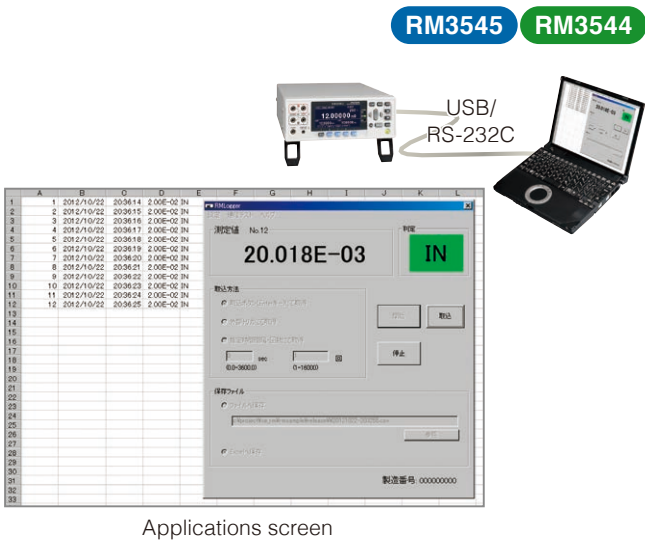 RM3545 RM3544
USB/
RS-232C
12.00000
A B C D E F G H I J K L
1 1 2012/10/22 20:36:14 2.00E-02 IN
2 2 2012/10/22 20:36:15 2.00E-02 IN
3 3 2012/10/22 20:36:16 2.00E-02 IN
4 4 2012/10/22 20:36:17 2.00E-02 IN
5 5 2012/10/22 20:36:18 2.00E-02 IN
6 6 2012/10/22 20:36:19 2.00E-02 IN
7 7 2012/10/22 20:36:20 2.00E-02 IN
8 8 2012/10/22 20:36:21 2.00E-02 IN
9 9 2012/10/22 20:36:22 2.00E-02 IN
10 10 2012/10/22 20:36:23 2.00E-02 IN
11 11 2012/10/22 20:36:24 2.00E-02 IN
12 12 2012/10/22 20:36:25 2.00E-02 IN
13
14
15
16
17
18
19
20
21
22
23
24
25
26
27
28
29
30
31
32
33
RMLogger
測定値 No.12
20.018E-03
判定
IN
取込方法
取込
sec 回
(0.0-3600.0) (1-16000)
停止
保存ファイル
製造番号: 000000000
Applications screen